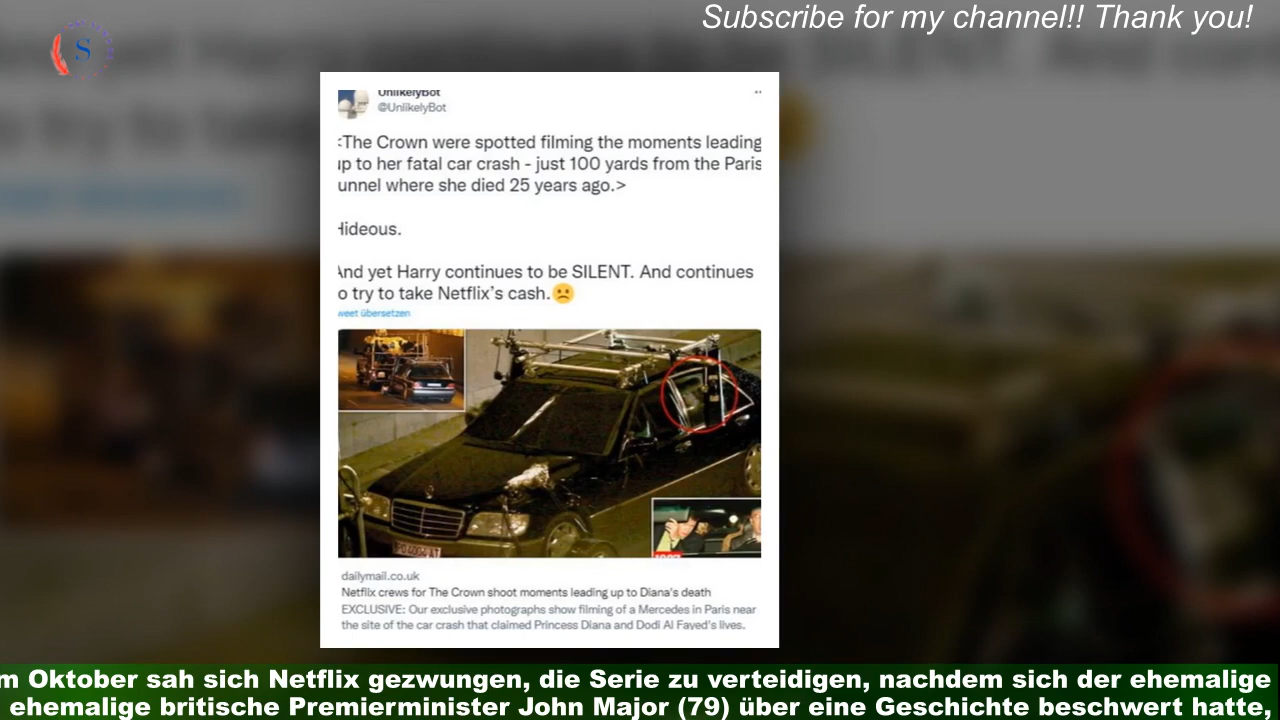 Subscribe for my channel!! Thank you!
S
UnlikelyBot
@UnlikelyBot
<The Crown were spotted filming the moments leading
up to her fatal car crash - just 100 yards from the Paris
unnel where she died 25 years ago.>
Hideous.
And yet Harry continues to be SILENT. And continues
o try to take Netflix's cash.
weet übersetzen
1997
dailymail.co.uk
Netflix crews for The Crown shoot moments leading up to Diana's death
EXCLUSIVE: Our exclusive photographs show filming of a Mercedes in Paris near
the site of the car crash that claimed Princess Diana and Dodi Al Fayed's lives.
m Oktober sah sich Netflix gezwungen, die Serie zu verteidigen, nachdem sich der ehemalige
ehemalige britische Premierminister John Major (79) über eine Geschichte beschwert hatte,